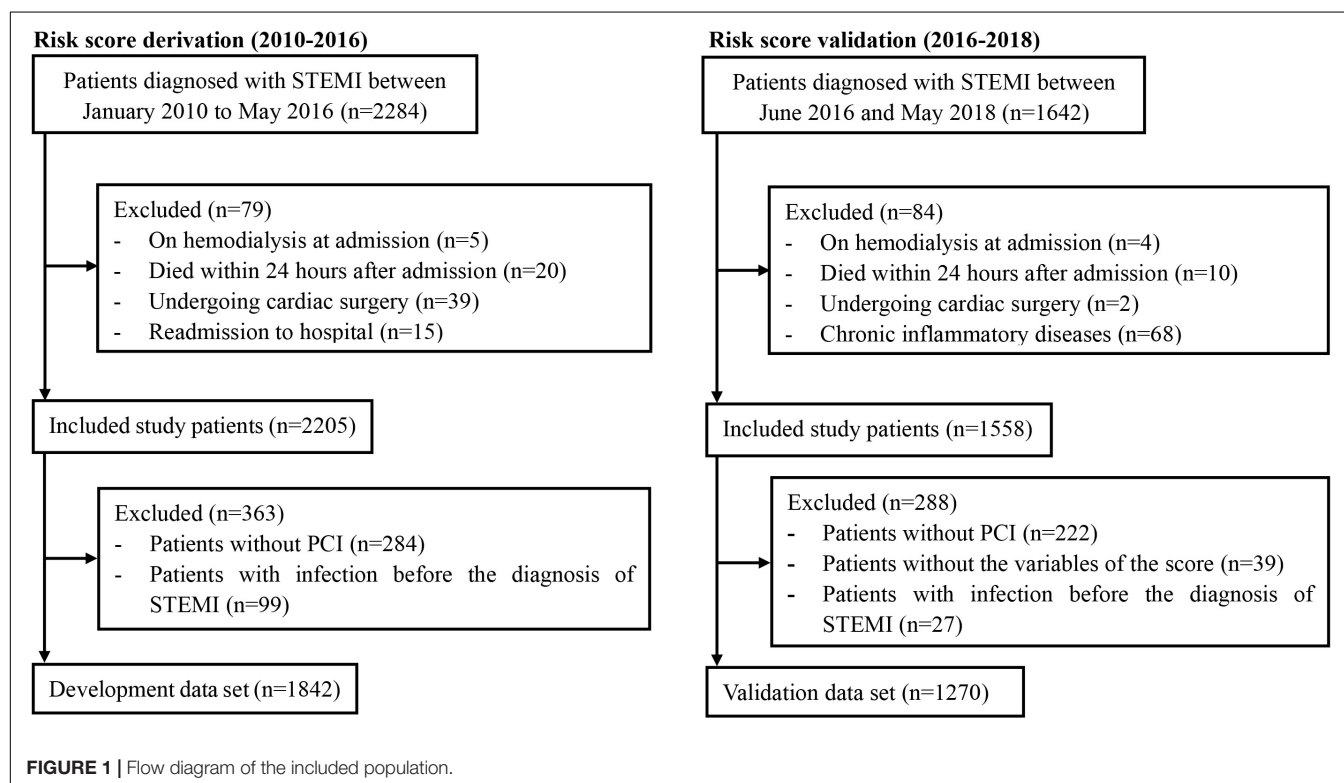 Risk score derivation (2010-2016)
Patients diagnosed with STEMI between
January 2010 to May 2016 (n=2284)
Excluded (n=79)
- On hemodialysis at admission (n=5)
- Died within 24 hours after admission (n=20)
- Undergoing cardiac surgery (n=39)
- Readmission to hospital (n=15)
Included study patients (n=2205)
Excluded (n=363)
- Patients without PCI (n=284)
- Patients with infection before the diagnosis of
STEMI (n=99)
Development data set (n=1842)
Risk score validation (2016-2018)
Patients diagnosed with STEMI between
June 2016 and May 2018 (n=1642)
Excluded (n=84)
- On hemodialysis at admission (n=4)
- Died within 24 hours after admission (n=10)
- Undergoing cardiac surgery (n=2)
- Chronic inflammatory diseases (n=68)
Included study patients (n=1558)
Excluded (n=288)
- Patients without PCI (n=222)
- Patients without the variables of the score (n=39)
- Patients with infection before the diagnosis of
STEMI (n=27)
Validation data set (n=1270)
FIGURE 1 | Flow diagram of the included population.